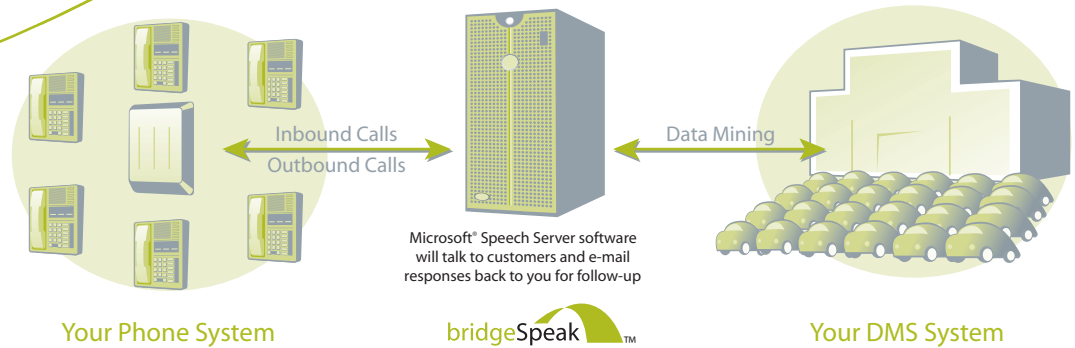 Inbound Calls
Outbound Calls
Data Mining
Microsoft® Speech Server software
will talk to customers and e-mail
responses back to you for follow-up
Your Phone System
bridgeSpeak™
Your DMS System